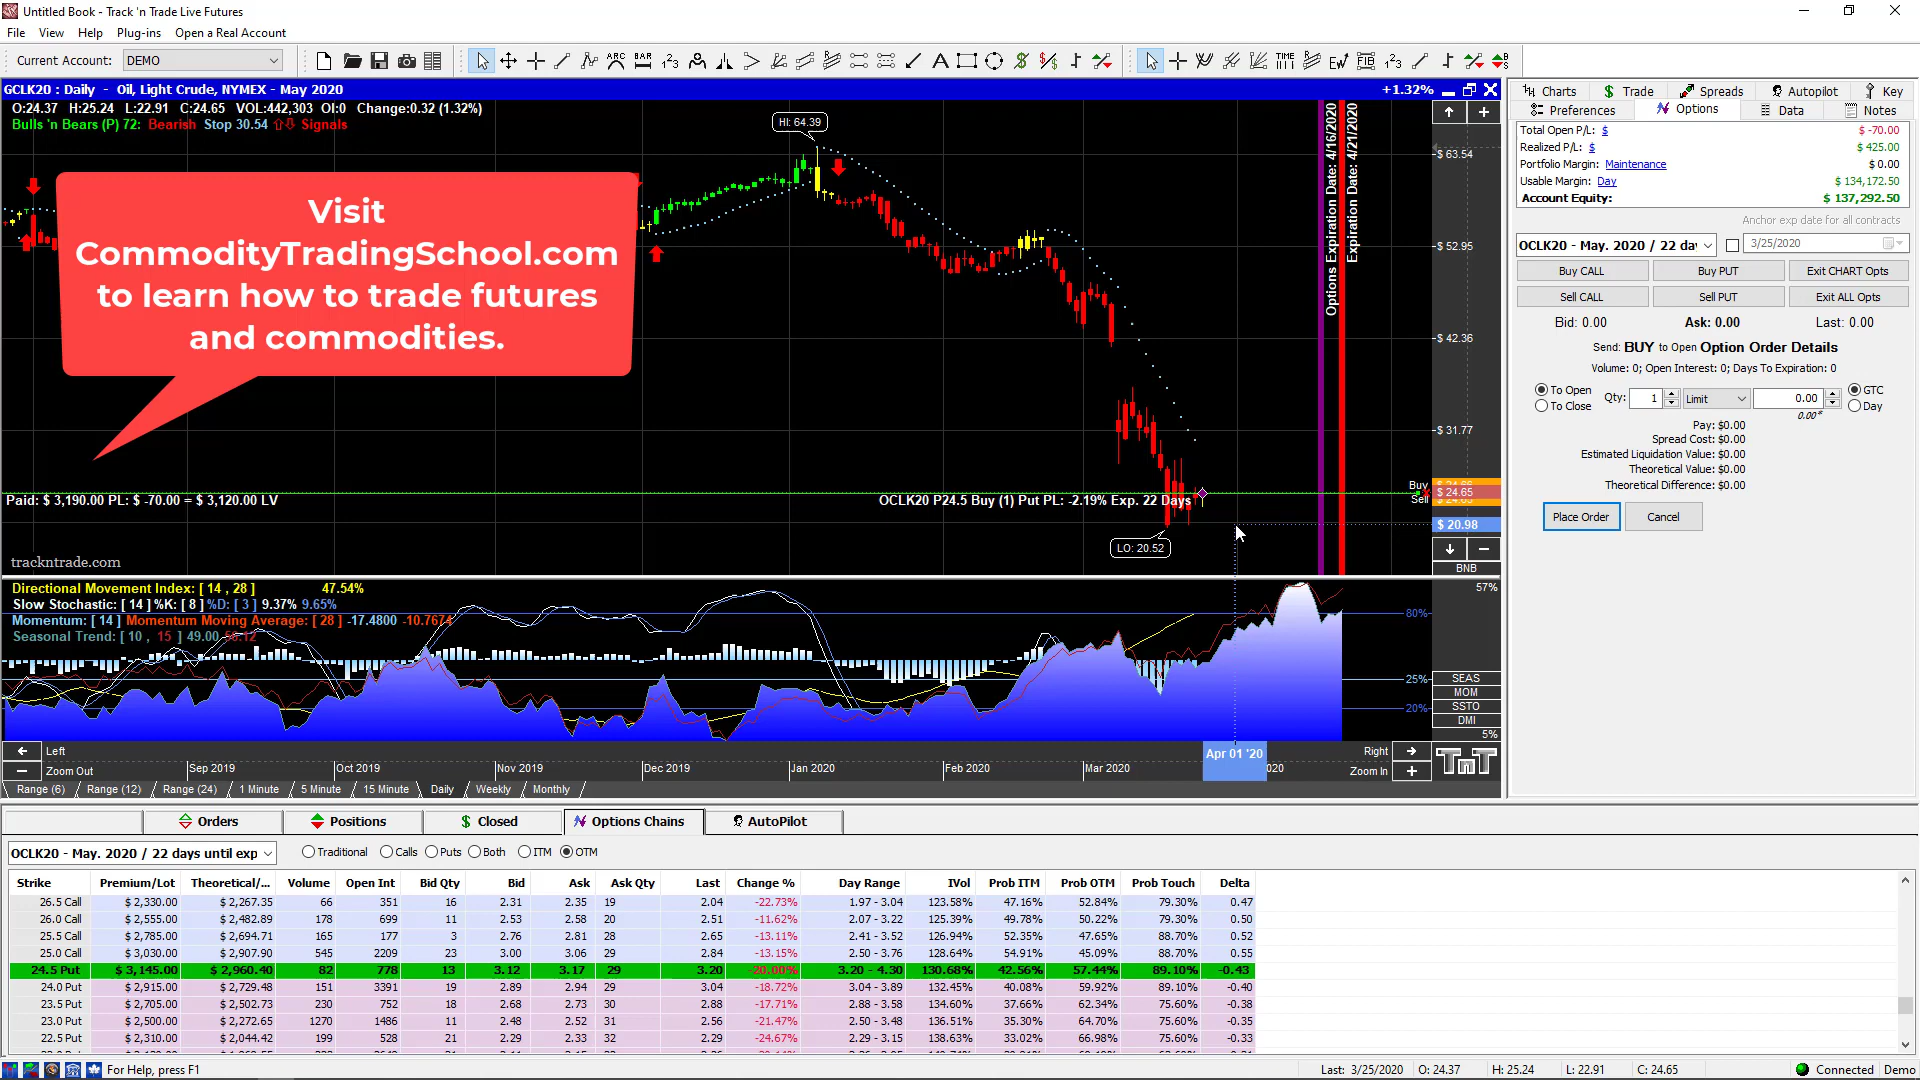 Untitled Book - Track 'n Trade Live Futures
File View Help Plug-ins Open a Real Account
Current Account: DEMO
GCLK20 : Daily - Oil, Light Crude, NYMEX - May 2020 +1.32%
O:24.37 H:25.24 L:22.91 C:24.65 VOL:442,303 OI:0 Change:0.32 (1.32%)
Bulls 'n Bears (P) 72: Bearish Stop 30.54 Signals
HI: 64.39
Visit
CommodityTradingSchool.com
to learn how to trade futures
and commodities.
Options Expiration Date: 4/16/2020
Expiration Date: 4/21/2020
$ 63.54
$ 52.95
$ 42.36
$ 31.77
Buy
$ 24.65
Sell
$ 20.98
BNB
Paid: $ 3,190.00 PL: $ -70.00 = $ 3,120.00 LV
OCLK20 P24.5 Buy (1) Put PL: -2.19% Exp. 22 Days
LO: 20.52
trackntrade.com
Directional Movement Index: [ 14 , 28 ] 47.54%
Slow Stochastic: [ 14 ] %K: [ 8 ] %D: [ 3 ] 9.37% 9.65%
Momentum: [ 14 ] Momentum Moving Average: [ 28 ] -17.4800 -10.7674
Seasonal Trend: [ 10 , 15 ] 49.00
57%
80%
25%
20%
SEAS
MOM
SSTO
DMI
5%
Left Right
Zoom Out Zoom In
Sep 2019 Oct 2019 Nov 2019 Dec 2019 Jan 2020 Feb 2020 Mar 2020 Apr 01 '20 020
Range (6) Range (12) Range (24) 1 Minute 5 Minute 15 Minute Daily Weekly Monthly
Charts Trade Spreads Autopilot Key
Preferences Options Data Notes
Total Open P/L: $ $ -70.00
Realized P/L: $ $ 425.00
Portfolio Margin: Maintenance $ 0.00
Usable Margin: Day $ 134,172.50
Account Equity: $ 137,292.50
Anchor exp date for all contracts
OCLK20 - May. 2020 / 22 da 3/25/2020
Buy CALL Buy PUT Exit CHART Opts
Sell CALL Sell PUT Exit ALL Opts
Bid: 0.00 Ask: 0.00 Last: 0.00
Send: BUY to Open Option Order Details
Volume: 0; Open Interest: 0; Days To Expiration: 0
To Open Qty: 1 Limit 0.00 GTC
To Close 0.00* Day
Pay: $0.00
Spread Cost: $0.00
Estimated Liquidation Value: $0.00
Theoretical Value: $0.00
Theoretical Difference: $0.00
Place Order Cancel
Orders Positions Closed Options Chains AutoPilot
OCLK20 - May. 2020 / 22 days until exp Traditional Calls Puts Both ITM OTM
Strike Premium/Lot Theoretical/... Volume Open Int Bid Qty Bid Ask Ask Qty Last Change % Day Range IVol Prob ITM Prob OTM Prob Touch Delta
26.5 Call $ 2,330.00 $ 2,267.35 66 351 16 2.31 2.35 19 2.04 -22.73% 1.97 - 3.04 123.58% 47.16% 52.84% 79.30% 0.47
26.0 Call $ 2,555.00 $ 2,482.89 178 699 11 2.53 2.58 20 2.51 -11.62% 2.07 - 3.22 125.39% 49.78% 50.22% 79.30% 0.50
25.5 Call $ 2,785.00 $ 2,694.71 165 177 3 2.76 2.81 28 2.65 -13.11% 2.41 - 3.52 126.94% 52.35% 47.65% 88.70% 0.52
25.0 Call $ 3,030.00 $ 2,907.90 545 2209 23 3.00 3.06 29 2.84 -13.15% 2.50 - 3.76 128.64% 54.91% 45.09% 88.70% 0.55
24.5 Put $ 3,145.00 $ 2,960.40 82 778 13 3.12 3.17 29 3.20 -20.00% 3.20 - 4.30 130.68% 42.56% 57.44% 89.10% -0.43
24.0 Put $ 2,915.00 $ 2,729.48 151 3391 19 2.89 2.94 29 3.04 -18.72% 3.04 - 3.89 132.45% 40.08% 59.92% 89.10% -0.40
23.5 Put $ 2,705.00 $ 2,502.73 230 752 18 2.68 2.73 30 2.88 -17.71% 2.88 - 3.58 134.60% 37.66% 62.34% 75.60% -0.38
23.0 Put $ 2,500.00 $ 2,272.65 1270 1486 11 2.48 2.52 31 2.56 -21.47% 2.50 - 3.48 136.51% 35.30% 64.70% 75.60% -0.35
22.5 Put $ 2,310.00 $ 2,044.42 199 528 21 2.29 2.33 32 2.26 -24.67% 2.29 - 3.15 138.63% 33.02% 66.98% 75.60% -0.33
For Help, press F1 Last: 3/25/2020 O: 24.37 H: 25.24 L: 22.91 C: 24.65 Connected Demo